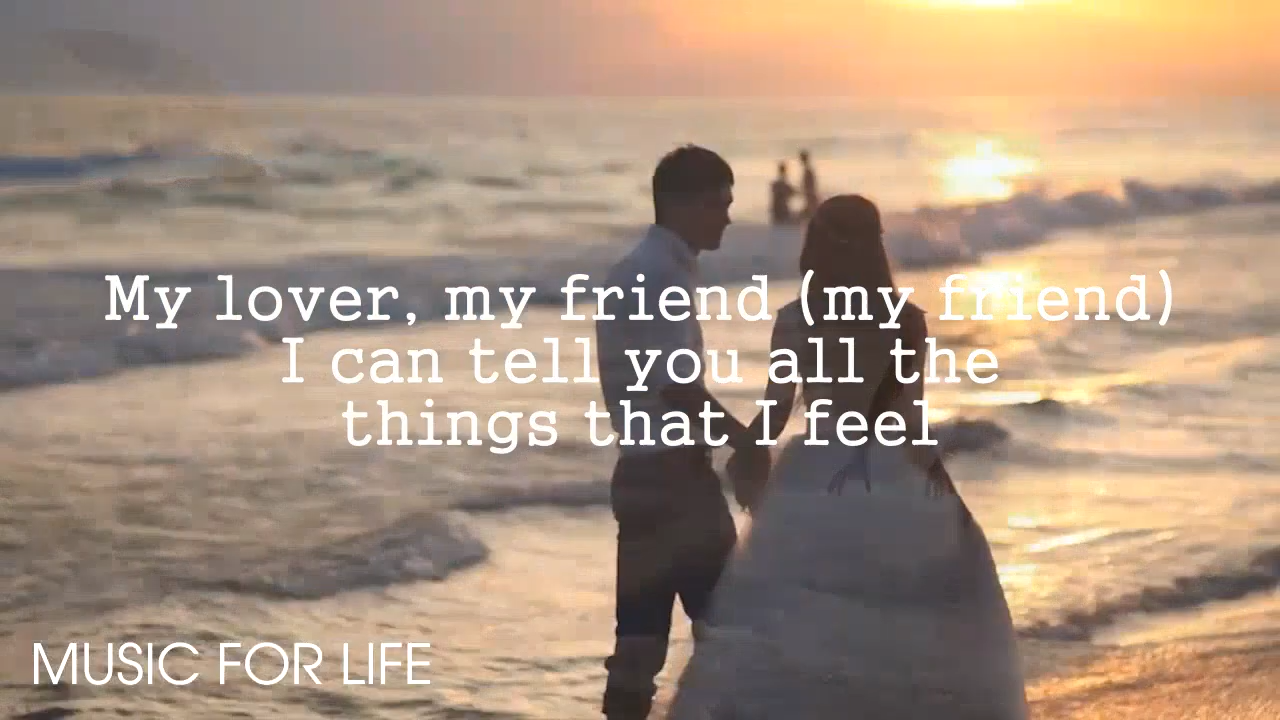 My lover, my friend (my friend)
I can tell you all the
things that I feel
MUSIC FOR LIFE